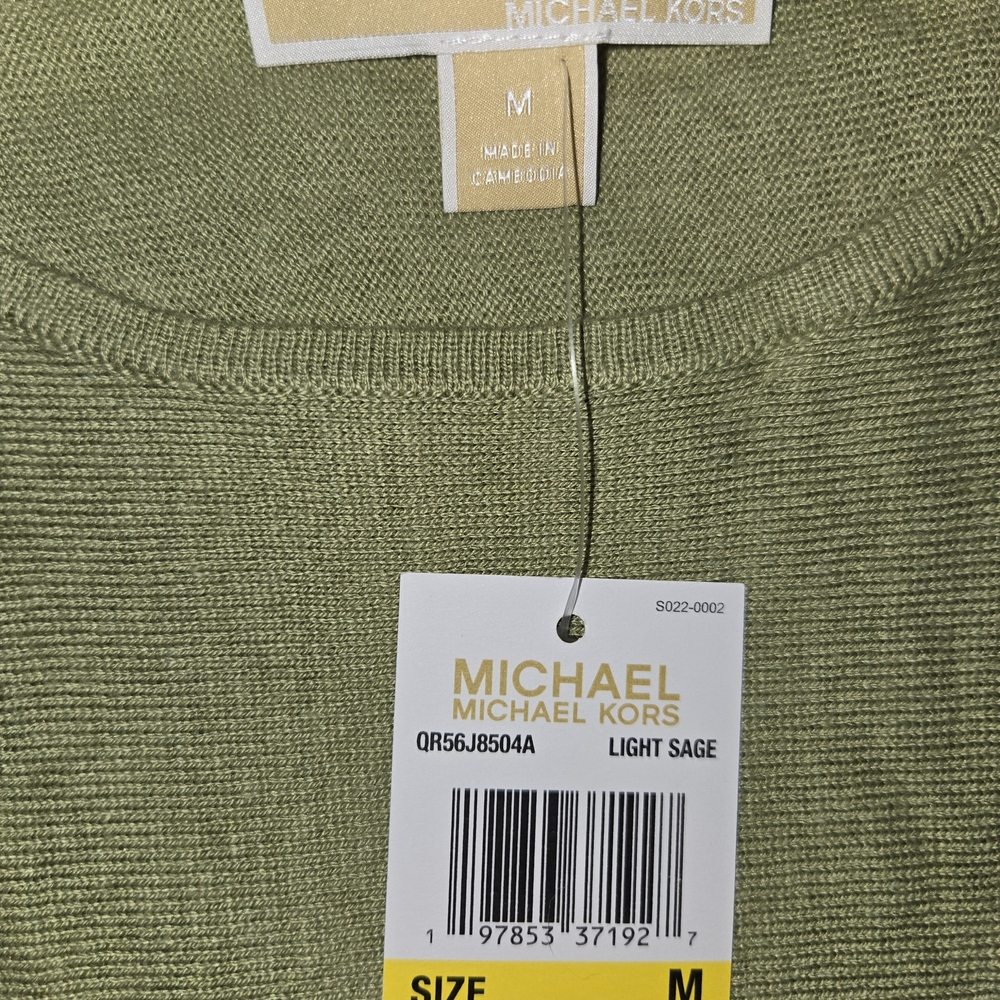 MICHAEL KORS
M
MADE IN
CAMBODIA
S022-0002
MICHAEL
MICHAEL KORS
QR56J8504A LIGHT SAGE
1 97853 37192 7
SIZE M